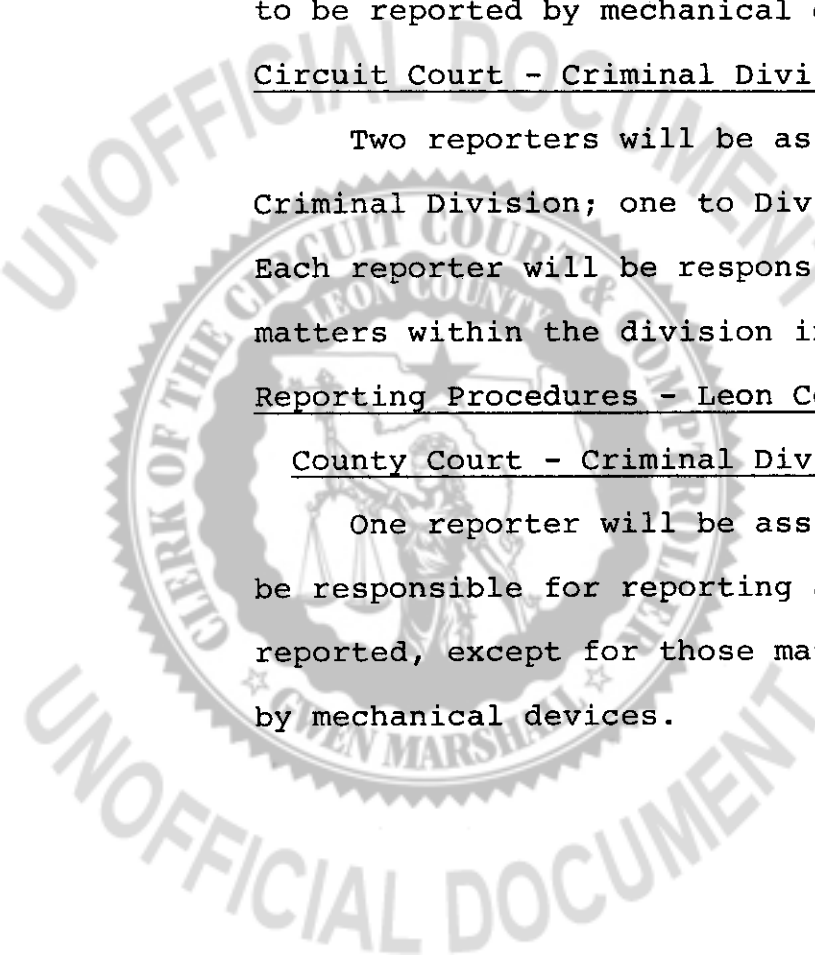 to be reported by mechanical
Circuit Court - Criminal Divi
Two reporters will be as
Criminal Division; one to Div
Each reporter will be respons
matters within the division i
Reporting Procedures - Leon C
County Court - Criminal Div
One reporter will be ass
be responsible for reporting
reported, except for those ma
by mechanical devices.
UNOFFICIAL DOCUMENT
CLERK OF THE CIRCUIT COURT & COMPTROLLER
LEON COUNTY
GWEN MARSHALL
UNOFFICIAL DOCUMENT